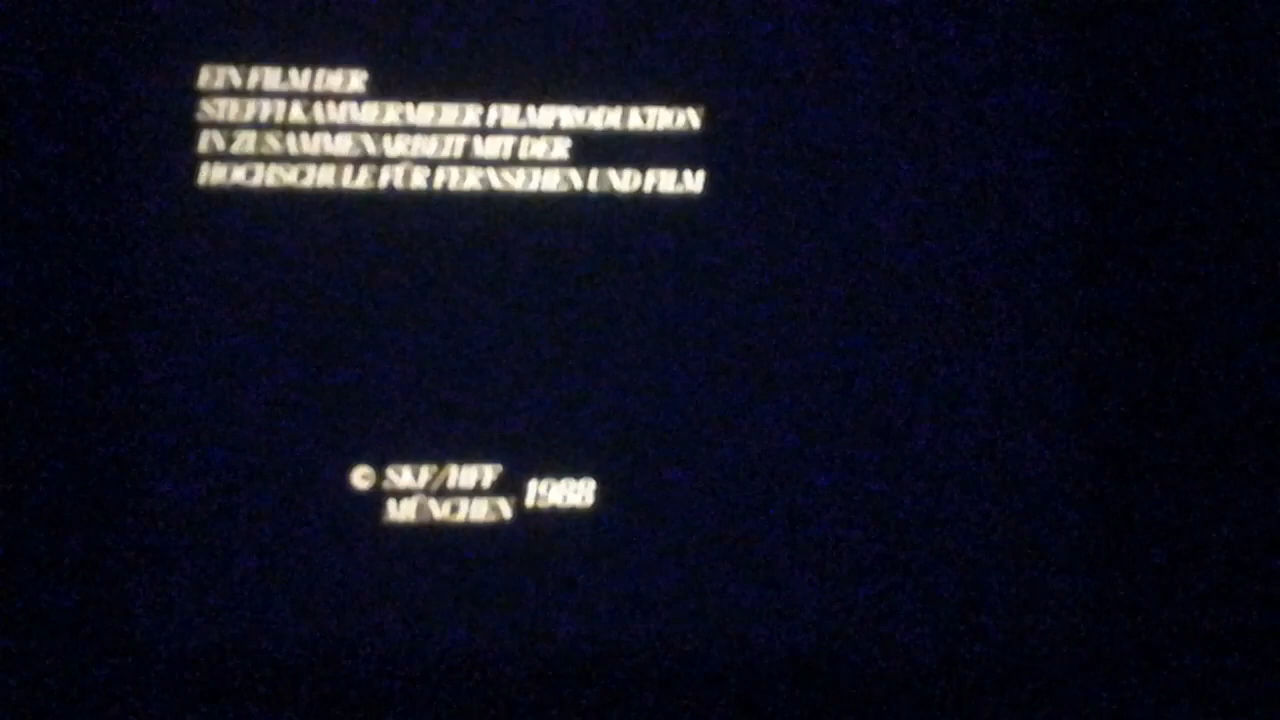 EIN FILM DER
STEFFI KAMMERMEIER FILMPRODUKTION
IN ZUSAMMENARBEIT MIT DER
HOCHSCHULE FÜR FERNSEHEN UND FILM
© SKF/HFF
MÜNCHEN 1988